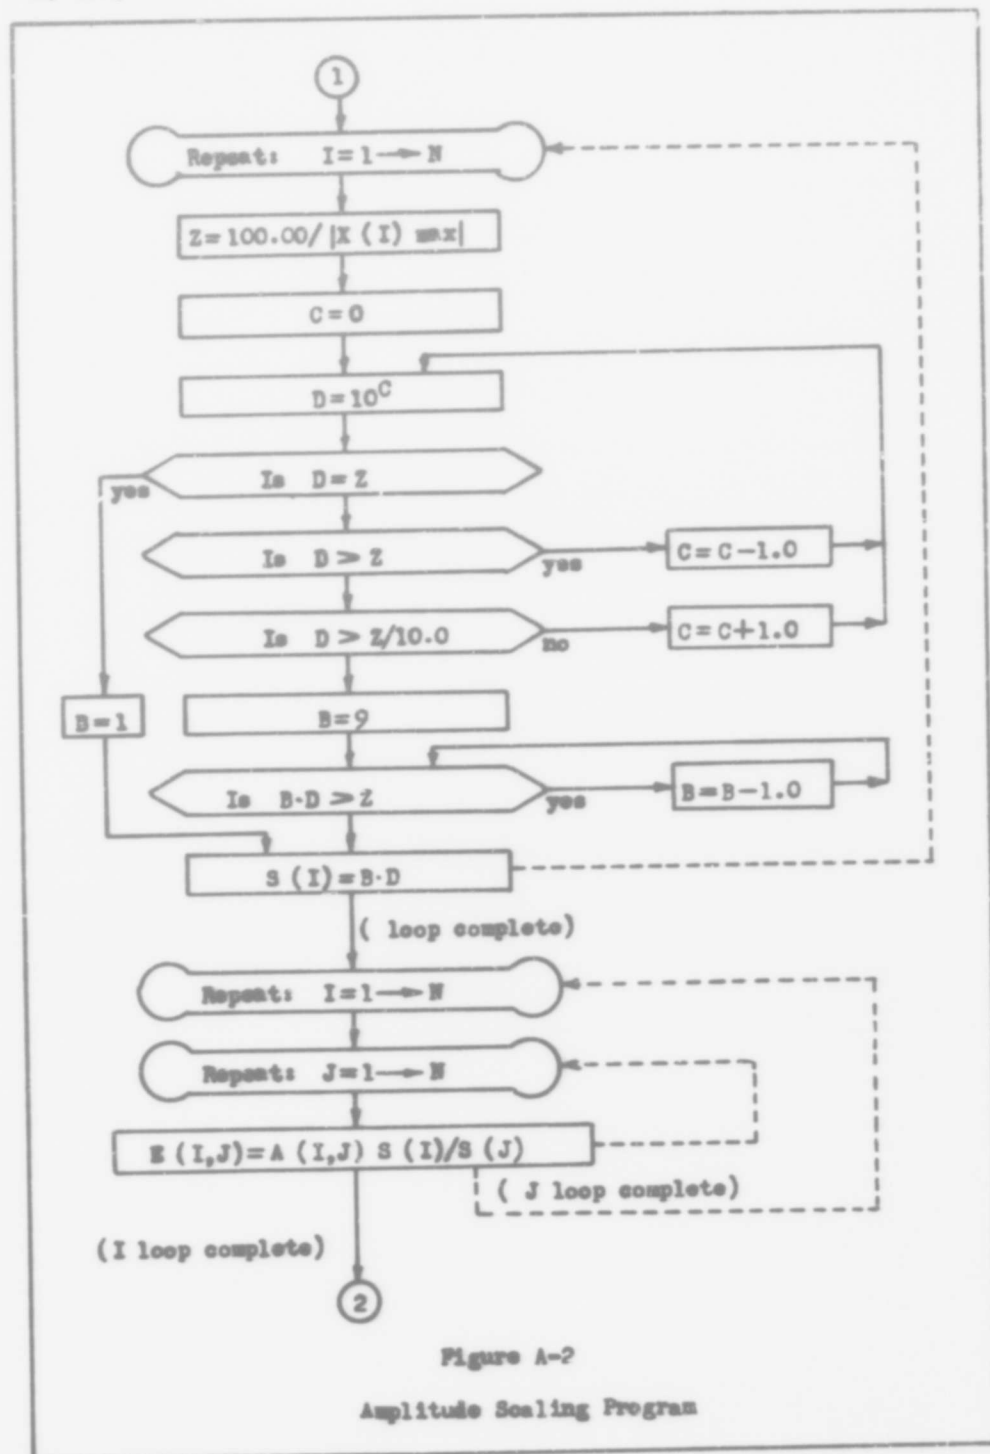 1
Repeat: I=1→N
Z=100.00/|X (I) max|
C=0
D=10^C
Is D=Z
yes
Is D > Z
yes
C=C-1.0
Is D > Z/10.0
no
C=C+1.0
B=1
B=9
Is B·D > Z
yes
B=B-1.0
S (I)=B·D
( loop complete)
Repeat: I=1→N
Repeat: J=1→N
E (I,J)=A (I,J) S (I)/S (J)
( J loop complete)
(I loop complete)
2
Figure A-2
Amplitude Scaling Program